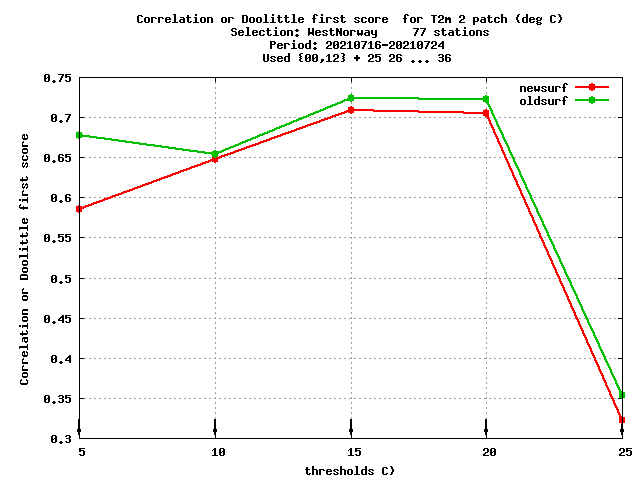 Correlation or Doolittle first score  for T2m 2 patch (deg C)
Selection: WestNorway     77 stations
Period: 20210716-20210724
Used {00,12} + 25 26 ... 36
newsurf
oldsurf
Correlation or Doolittle first score
0.75
0.7
0.65
0.6
0.55
0.5
0.45
0.4
0.35
0.3
5 10 15 20 25
thresholds C)